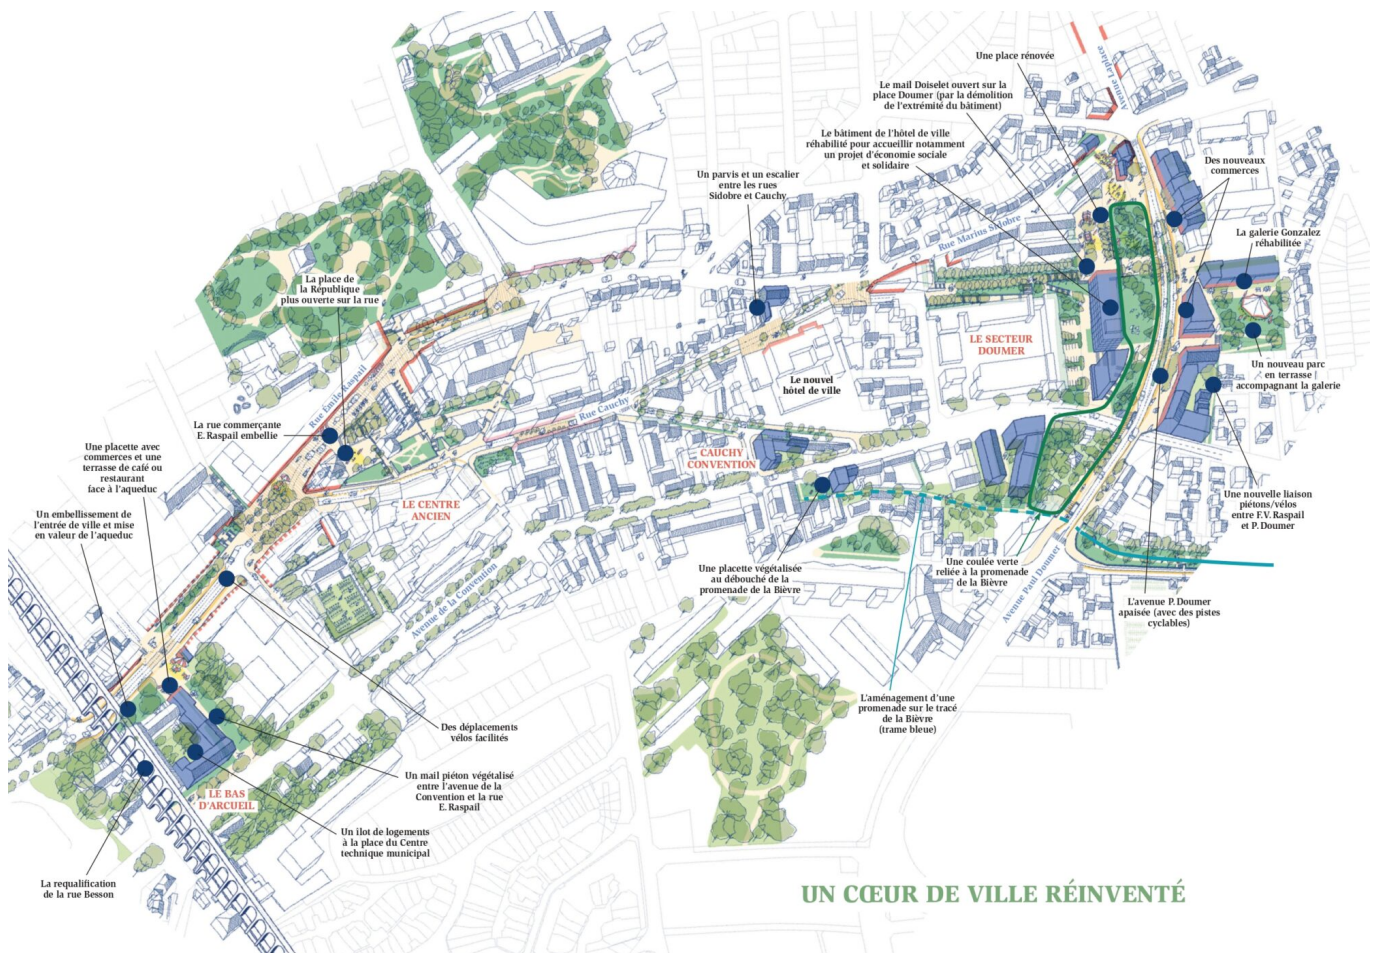 Une place rénovée
Avenue Laplace
Le mail Doiselet ouvert sur la
place Doumer (par la démolition
de l'extrémité du bâtiment)
Le bâtiment de l'hôtel de ville
réhabilité pour accueillir notamment
un projet d'économie sociale
et solidaire
Des nouveaux
commerces
Un parvis et un escalier
entre les rues
Sidobre et Cauchy
Rue Marius Sidobre
La galerie Gonzalez
réhabilitée
La place de
la République
plus ouverte sur la rue
LE SECTEUR
DOUMER
Un nouveau parc
en terrasse
accompagnant la galerie
Le nouvel
hôtel de ville
Rue Émile Raspail
Rue Cauchy
La rue commerçante
E. Raspail embellie
Une placette avec
commerces et une
terrasse de café ou
restaurant
face à l'aqueduc
CAUCHY
CONVENTION
LE CENTRE
ANCIEN
Une nouvelle liaison
piétons/vélos
entre F.V. Raspail
et P. Doumer
Un embellissement de
l'entrée de ville et mise
en valeur de l'aqueduc
Une placette végétalisée
au débouché de la
promenade de la Bièvre
Une coulée verte
reliée à la promenade
de la Bièvre
Avenue de la Convention
Avenue Paul Doumer
L'avenue P. Doumer
apaisée (avec des pistes
cyclables)
L'aménagement d'une
promenade sur le tracé
de la Bièvre
(trame bleue)
Des déplacements
vélos facilités
Un mail piéton végétalisé
entre l'avenue de la
Convention et la rue
E. Raspail
LE BAS
D'ARCUEIL
Un ilot de logements
à la place du Centre
technique municipal
La requalification
de la rue Besson
UN CŒUR DE VILLE RÉINVENTÉ